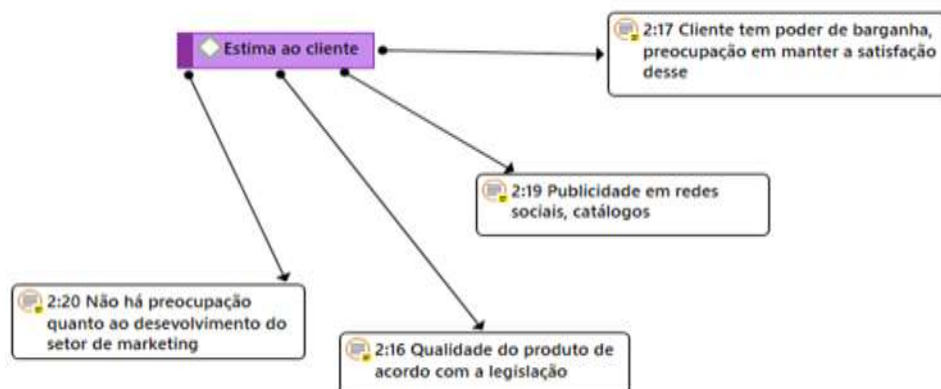 Estima ao cliente
2:17 Cliente tem poder de barganha,
preocupação em manter a satisfação
desse
2:19 Publicidade em redes
sociais, catálogos
2:20 Não há preocupação
quanto ao desevolvimento do
setor de marketing
2:16 Qualidade do produto de
acordo com a legislação